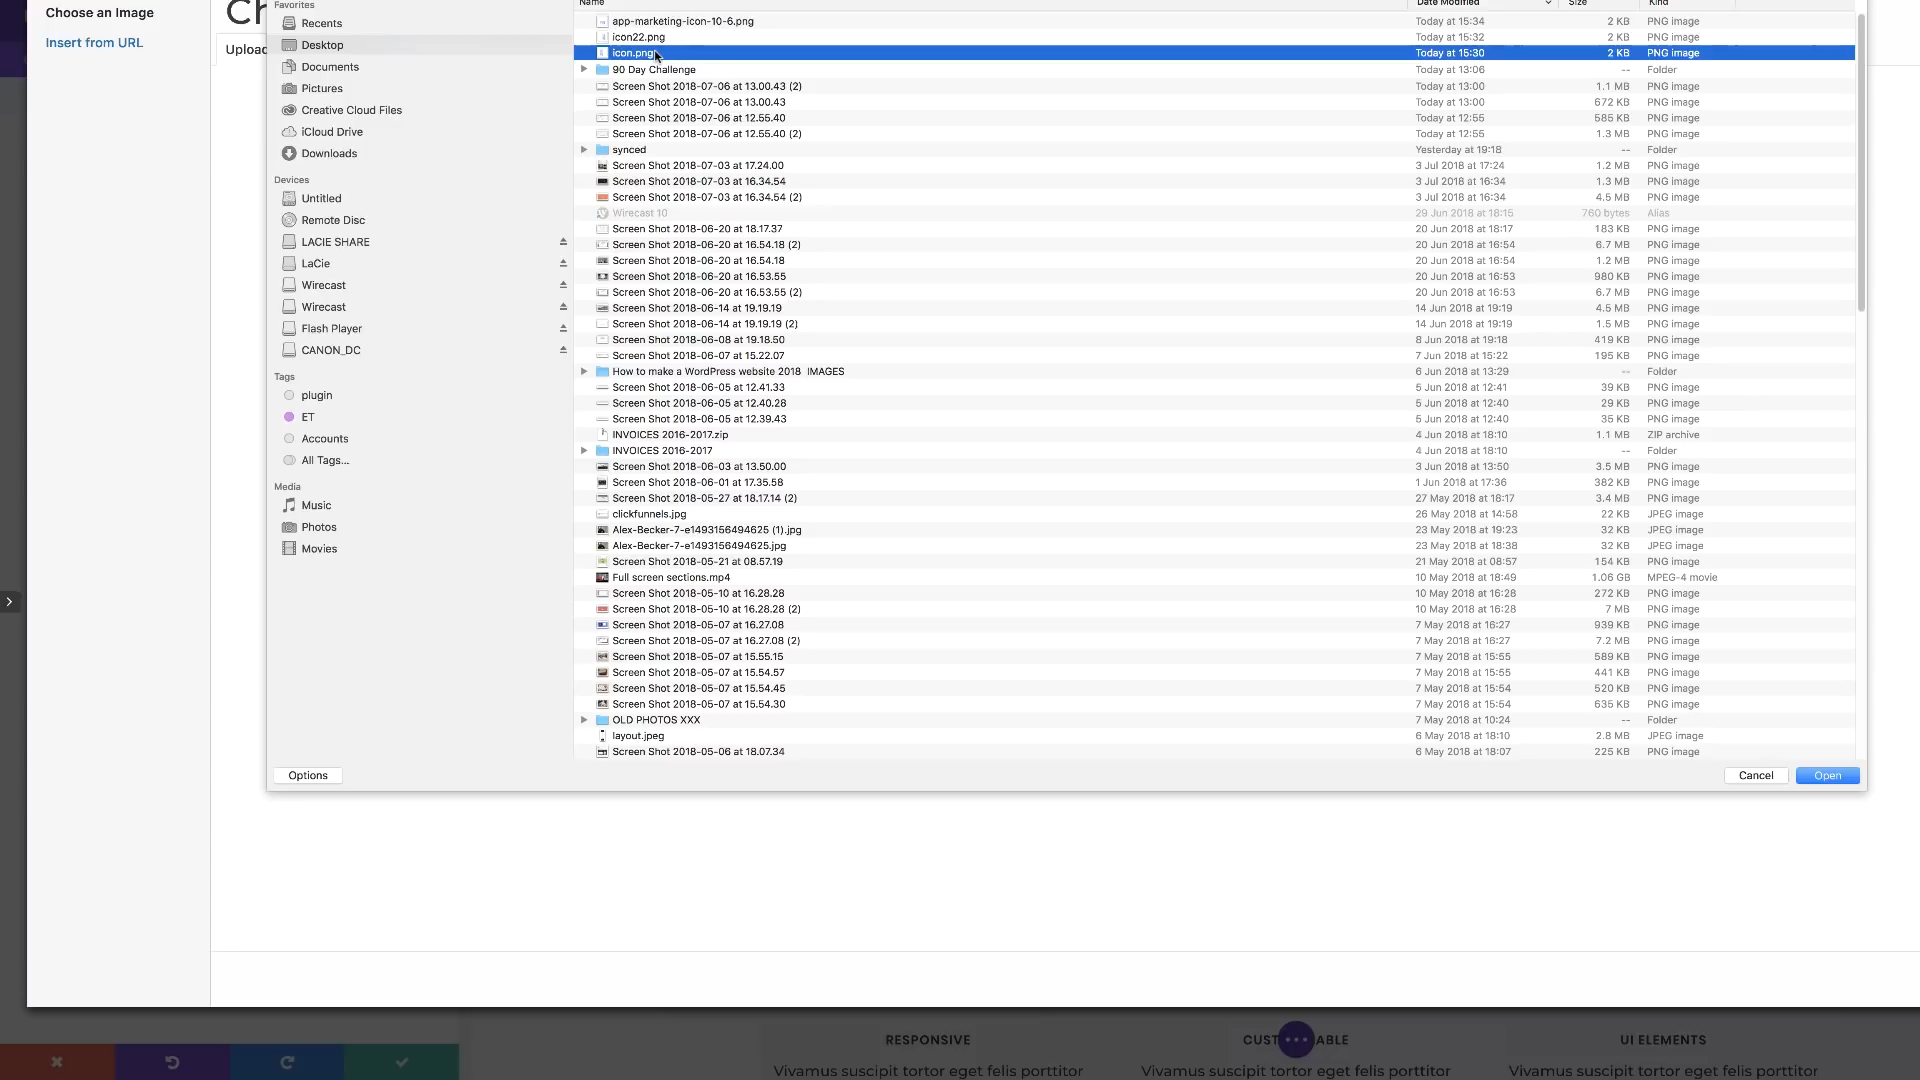 Choose an Image
Insert from URL
Ch
Upload
Favorites
Recents
Desktop
Documents
Pictures
Creative Cloud Files
iCloud Drive
Downloads
Devices
Untitled
Remote Disc
LACIE SHARE
LaCie
Wirecast
Wirecast
Flash Player
CANON_DC
Tags
plugin
ET
Accounts
All Tags...
Media
Music
Photos
Movies
Name Date Modified Size Kind
app-marketing-icon-10-6.png Today at 15:34 2 KB PNG image
icon22.png Today at 15:32 2 KB PNG image
icon.png Today at 15:30 2 KB PNG image
90 Day Challenge Today at 13:06 -- Folder
Screen Shot 2018-07-06 at 13.00.43 (2) Today at 13:00 1.1 MB PNG image
Screen Shot 2018-07-06 at 13.00.43 Today at 13:00 672 KB PNG image
Screen Shot 2018-07-06 at 12.55.40 Today at 12:55 585 KB PNG image
Screen Shot 2018-07-06 at 12.55.40 (2) Today at 12:55 1.3 MB PNG image
synced Yesterday at 19:18 -- Folder
Screen Shot 2018-07-03 at 17.24.00 3 Jul 2018 at 17:24 1.2 MB PNG image
Screen Shot 2018-07-03 at 16.34.54 3 Jul 2018 at 16:34 1.3 MB PNG image
Screen Shot 2018-07-03 at 16.34.54 (2) 3 Jul 2018 at 16:34 4.5 MB PNG image
Wirecast 10 29 Jun 2018 at 18:15 760 bytes Alias
Screen Shot 2018-06-20 at 18.17.37 20 Jun 2018 at 18:17 183 KB PNG image
Screen Shot 2018-06-20 at 16.54.18 (2) 20 Jun 2018 at 16:54 6.7 MB PNG image
Screen Shot 2018-06-20 at 16.54.18 20 Jun 2018 at 16:54 1.2 MB PNG image
Screen Shot 2018-06-20 at 16.53.55 20 Jun 2018 at 16:53 980 KB PNG image
Screen Shot 2018-06-20 at 16.53.55 (2) 20 Jun 2018 at 16:53 6.7 MB PNG image
Screen Shot 2018-06-14 at 19.19.19 14 Jun 2018 at 19:19 4.5 MB PNG image
Screen Shot 2018-06-14 at 19.19.19 (2) 14 Jun 2018 at 19:19 1.5 MB PNG image
Screen Shot 2018-06-08 at 19.18.50 8 Jun 2018 at 19:18 419 KB PNG image
Screen Shot 2018-06-07 at 15.22.07 7 Jun 2018 at 15:22 195 KB PNG image
How to make a WordPress website 2018 IMAGES 6 Jun 2018 at 13:29 -- Folder
Screen Shot 2018-06-05 at 12.41.33 5 Jun 2018 at 12:41 39 KB PNG image
Screen Shot 2018-06-05 at 12.40.28 5 Jun 2018 at 12:40 29 KB PNG image
Screen Shot 2018-06-05 at 12.39.43 5 Jun 2018 at 12:40 35 KB PNG image
INVOICES 2016-2017.zip 4 Jun 2018 at 18:10 1.1 MB ZIP archive
INVOICES 2016-2017 4 Jun 2018 at 18:10 -- Folder
Screen Shot 2018-06-03 at 13.50.00 3 Jun 2018 at 13:50 3.5 MB PNG image
Screen Shot 2018-06-01 at 17.35.58 1 Jun 2018 at 17:36 382 KB PNG image
Screen Shot 2018-05-27 at 18.17.14 (2) 27 May 2018 at 18:17 3.4 MB PNG image
clickfunnels.jpg 26 May 2018 at 14:58 22 KB JPEG image
Alex-Becker-7-e1493156494625 (1).jpg 23 May 2018 at 19:23 32 KB JPEG image
Alex-Becker-7-e1493156494625.jpg 23 May 2018 at 18:38 32 KB JPEG image
Screen Shot 2018-05-21 at 08.57.19 21 May 2018 at 08:57 154 KB PNG image
Full screen sections.mp4 10 May 2018 at 18:49 1.06 GB MPEG-4 movie
Screen Shot 2018-05-10 at 16.28.28 10 May 2018 at 16:28 272 KB PNG image
Screen Shot 2018-05-10 at 16.28.28 (2) 10 May 2018 at 16:28 7 MB PNG image
Screen Shot 2018-05-07 at 16.27.08 7 May 2018 at 16:27 939 KB PNG image
Screen Shot 2018-05-07 at 16.27.08 (2) 7 May 2018 at 16:27 7.2 MB PNG image
Screen Shot 2018-05-07 at 15.55.15 7 May 2018 at 15:55 589 KB PNG image
Screen Shot 2018-05-07 at 15.54.57 7 May 2018 at 15:55 441 KB PNG image
Screen Shot 2018-05-07 at 15.54.45 7 May 2018 at 15:54 520 KB PNG image
Screen Shot 2018-05-07 at 15.54.30 7 May 2018 at 15:54 635 KB PNG image
OLD PHOTOS XXX 7 May 2018 at 10:24 -- Folder
layout.jpeg 6 May 2018 at 18:10 2.8 MB JPEG image
Screen Shot 2018-05-06 at 18.07.34 6 May 2018 at 18:07 225 KB PNG image
Options Cancel Open
RESPONSIVE CUST ABLE UI ELEMENTS
Vivamus suscipit tortor eget felis porttitor Vivamus suscipit tortor eget felis porttitor Vivamus suscipit tortor eget felis porttitor